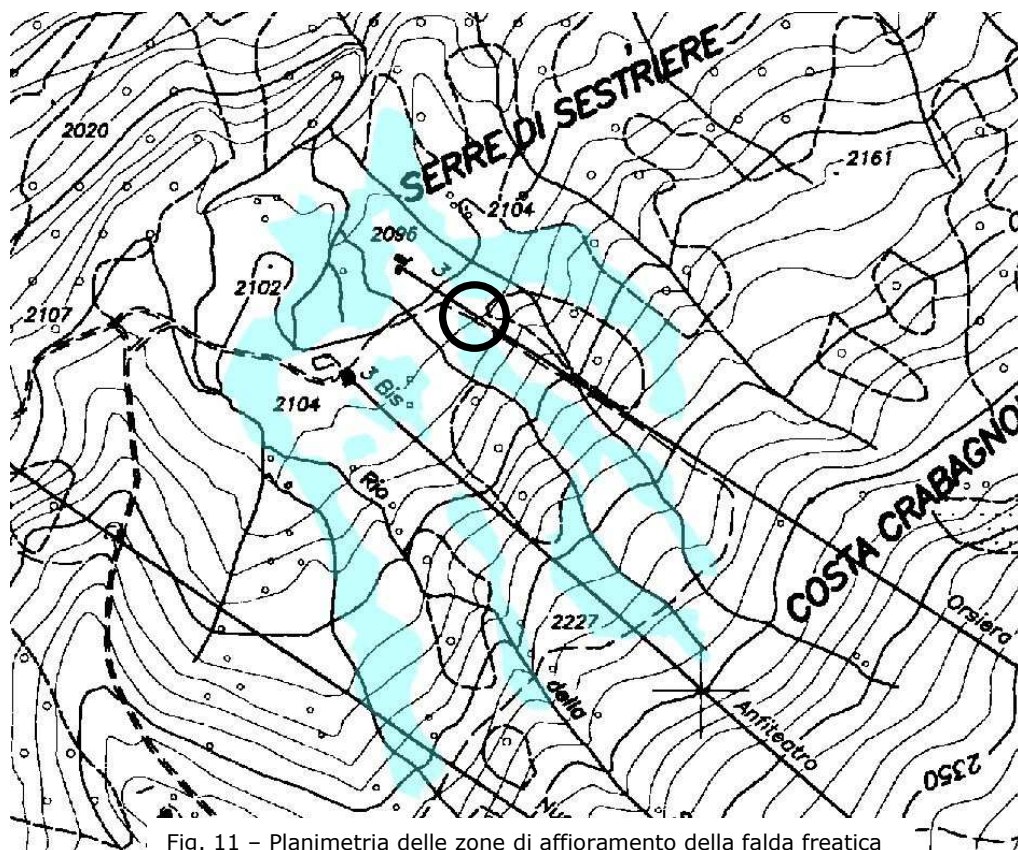 SERRE DI SESTRIERE
2020
2161
2104
2096
3
2102
2107
3 Bis
2104
COSTA CRABAGNO
Rio
2227
Orsiera
della
Anfiteatro
2350
Fig. 11 – Planimetria delle zone di affioramento della falda freatica